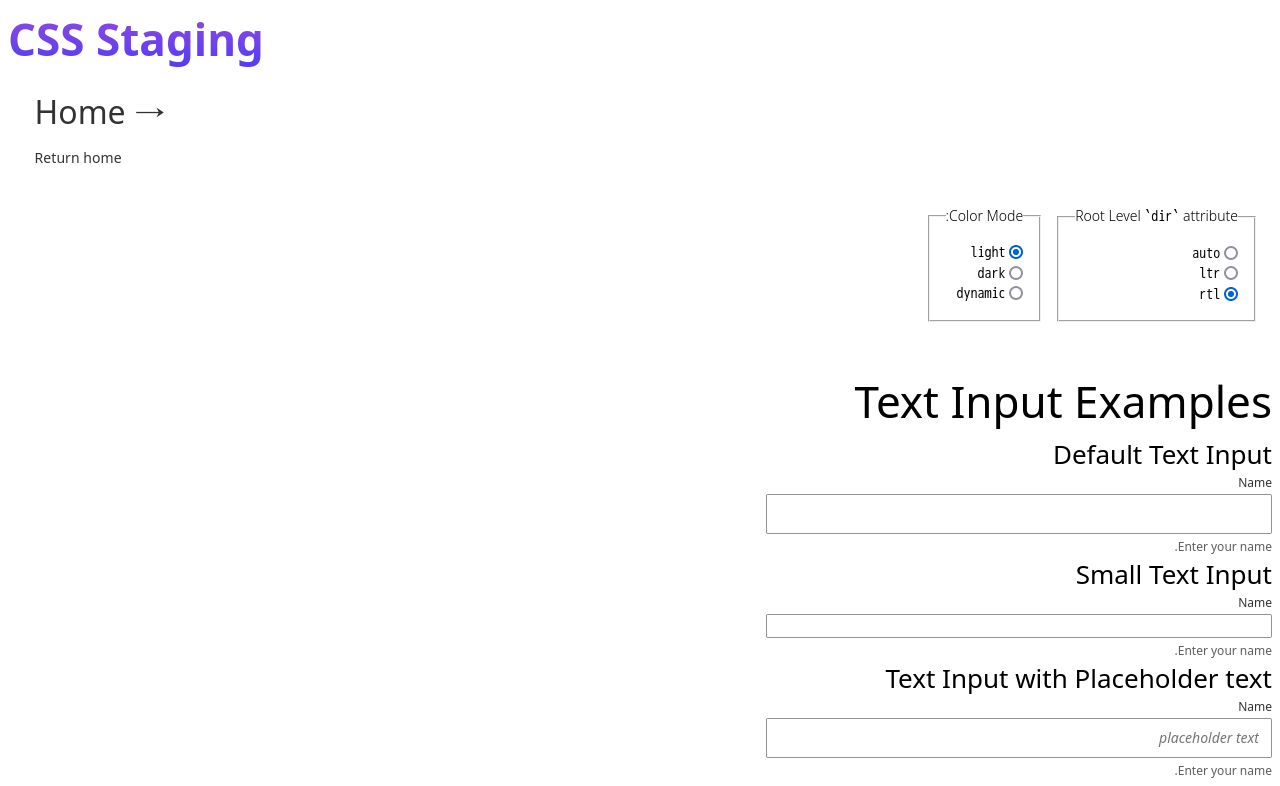 CSS Staging
Home →
Return home
Root Level `dir` attribute
auto
ltr
rtl
:Color Mode
light
dark
dynamic
Text Input Examples
Default Text Input
Name
.Enter your name
Small Text Input
Name
.Enter your name
Text Input with Placeholder text
Name
placeholder text
.Enter your name